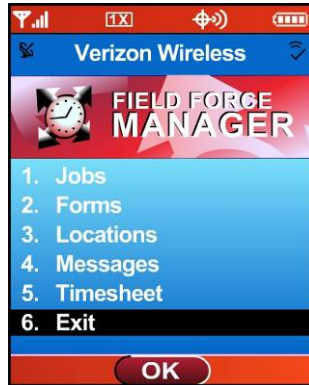 1X
Verizon Wireless
FIELD FORCE
MANAGER
1. Jobs
2. Forms
3. Locations
4. Messages
5. Timesheet
6. Exit
OK